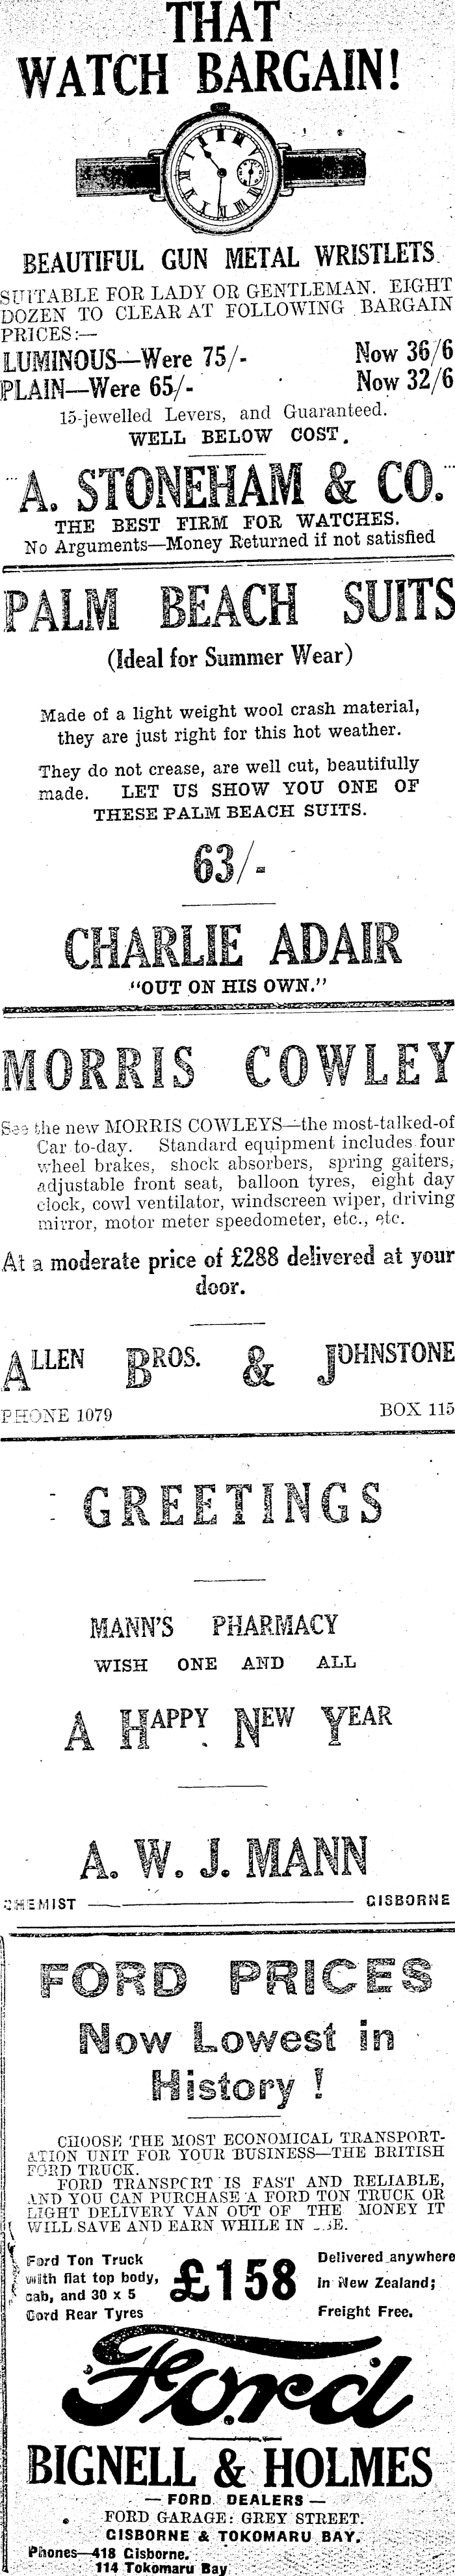 THAT
WATCH BARGAIN!
BEAUTIFUL GUN METAL WRISTLETS
SUITABLE FOR LADY OR GENTLEMAN. EIGHT
DOZEN TO CLEAR AT FOLLOWING BARGAIN
PRICES:—
LUMINOUS—Were 75/- Now 36/6
PLAIN—Were 65/- Now 32/6
15-jewelled Levers, and Guaranteed.
WELL BELOW COST.
A. STONEHAM & CO.
THE BEST FIRM FOR WATCHES.
No Arguments—Money Returned if not satisfied
PALM BEACH SUITS
(Ideal for Summer Wear)
Made of a light weight wool crash material,
they are just right for this hot weather.
They do not crease, are well cut, beautifully
made. LET US SHOW YOU ONE OF
THESE PALM BEACH SUITS.
63/-
CHARLIE ADAIR
"OUT ON HIS OWN."
MORRIS COWLEY
See the new MORRIS COWLEYS—the most-talked-of
Car to-day. Standard equipment includes four
wheel brakes, shock absorbers, spring gaiters,
adjustable front seat, balloon tyres, eight day
clock, cowl ventilator, windscreen wiper, driving
mirror, motor meter speedometer, etc., etc.
At a moderate price of £288 delivered at your
door.
ALLEN BROS. & JOHNSTONE
PHONE 1079 BOX 115
GREETINGS
MANN'S PHARMACY
WISH ONE AND ALL
A HAPPY NEW YEAR
A. W. J. MANN
CHEMIST GISBORNE
FORD PRICES
Now Lowest in
History !
CHOOSE THE MOST ECONOMICAL TRANSPORT-
ATION UNIT FOR YOUR BUSINESS—THE BRITISH
FORD TRUCK.
FORD TRANSPORT IS FAST AND RELIABLE,
AND YOU CAN PURCHASE A FORD TON TRUCK OR
LIGHT DELIVERY VAN OUT OF THE MONEY IT
WILL SAVE AND EARN WHILE IN
Ford Ton Truck
with flat top body,
cab, and 30 x 5
Cord Rear Tyres
£158
Delivered anywhere
in New Zealand;
Freight Free.
Ford
BIGNELL & HOLMES
— FORD DEALERS —
FORD GARAGE: GREY STREET.
GISBORNE & TOKOMARU BAY.
Phones—418 Gisborne.
114 Tokomaru Bay